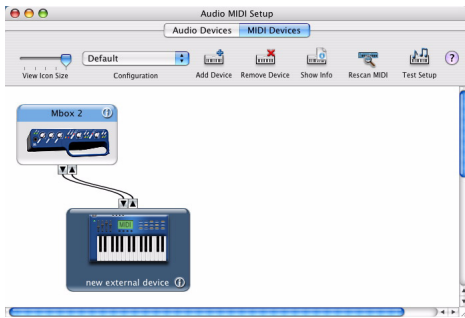 Audio MIDI Setup
Audio Devices MIDI Devices
Default
View Icon Size Configuration Add Device Remove Device Show Info Rescan MIDI Test Setup ?
Mbox 2 i
MIDI
new external device i